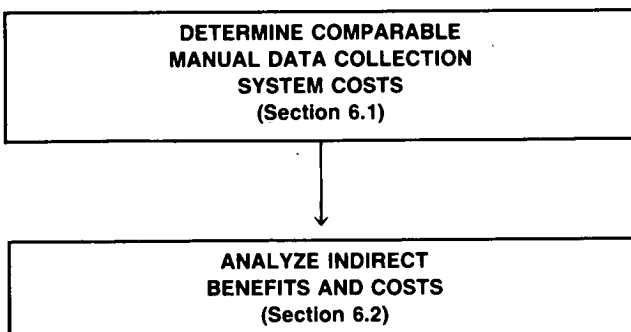 DETERMINE COMPARABLE
MANUAL DATA COLLECTION
SYSTEM COSTS
(Section 6.1)
ANALYZE INDIRECT
BENEFITS AND COSTS
(Section 6.2)